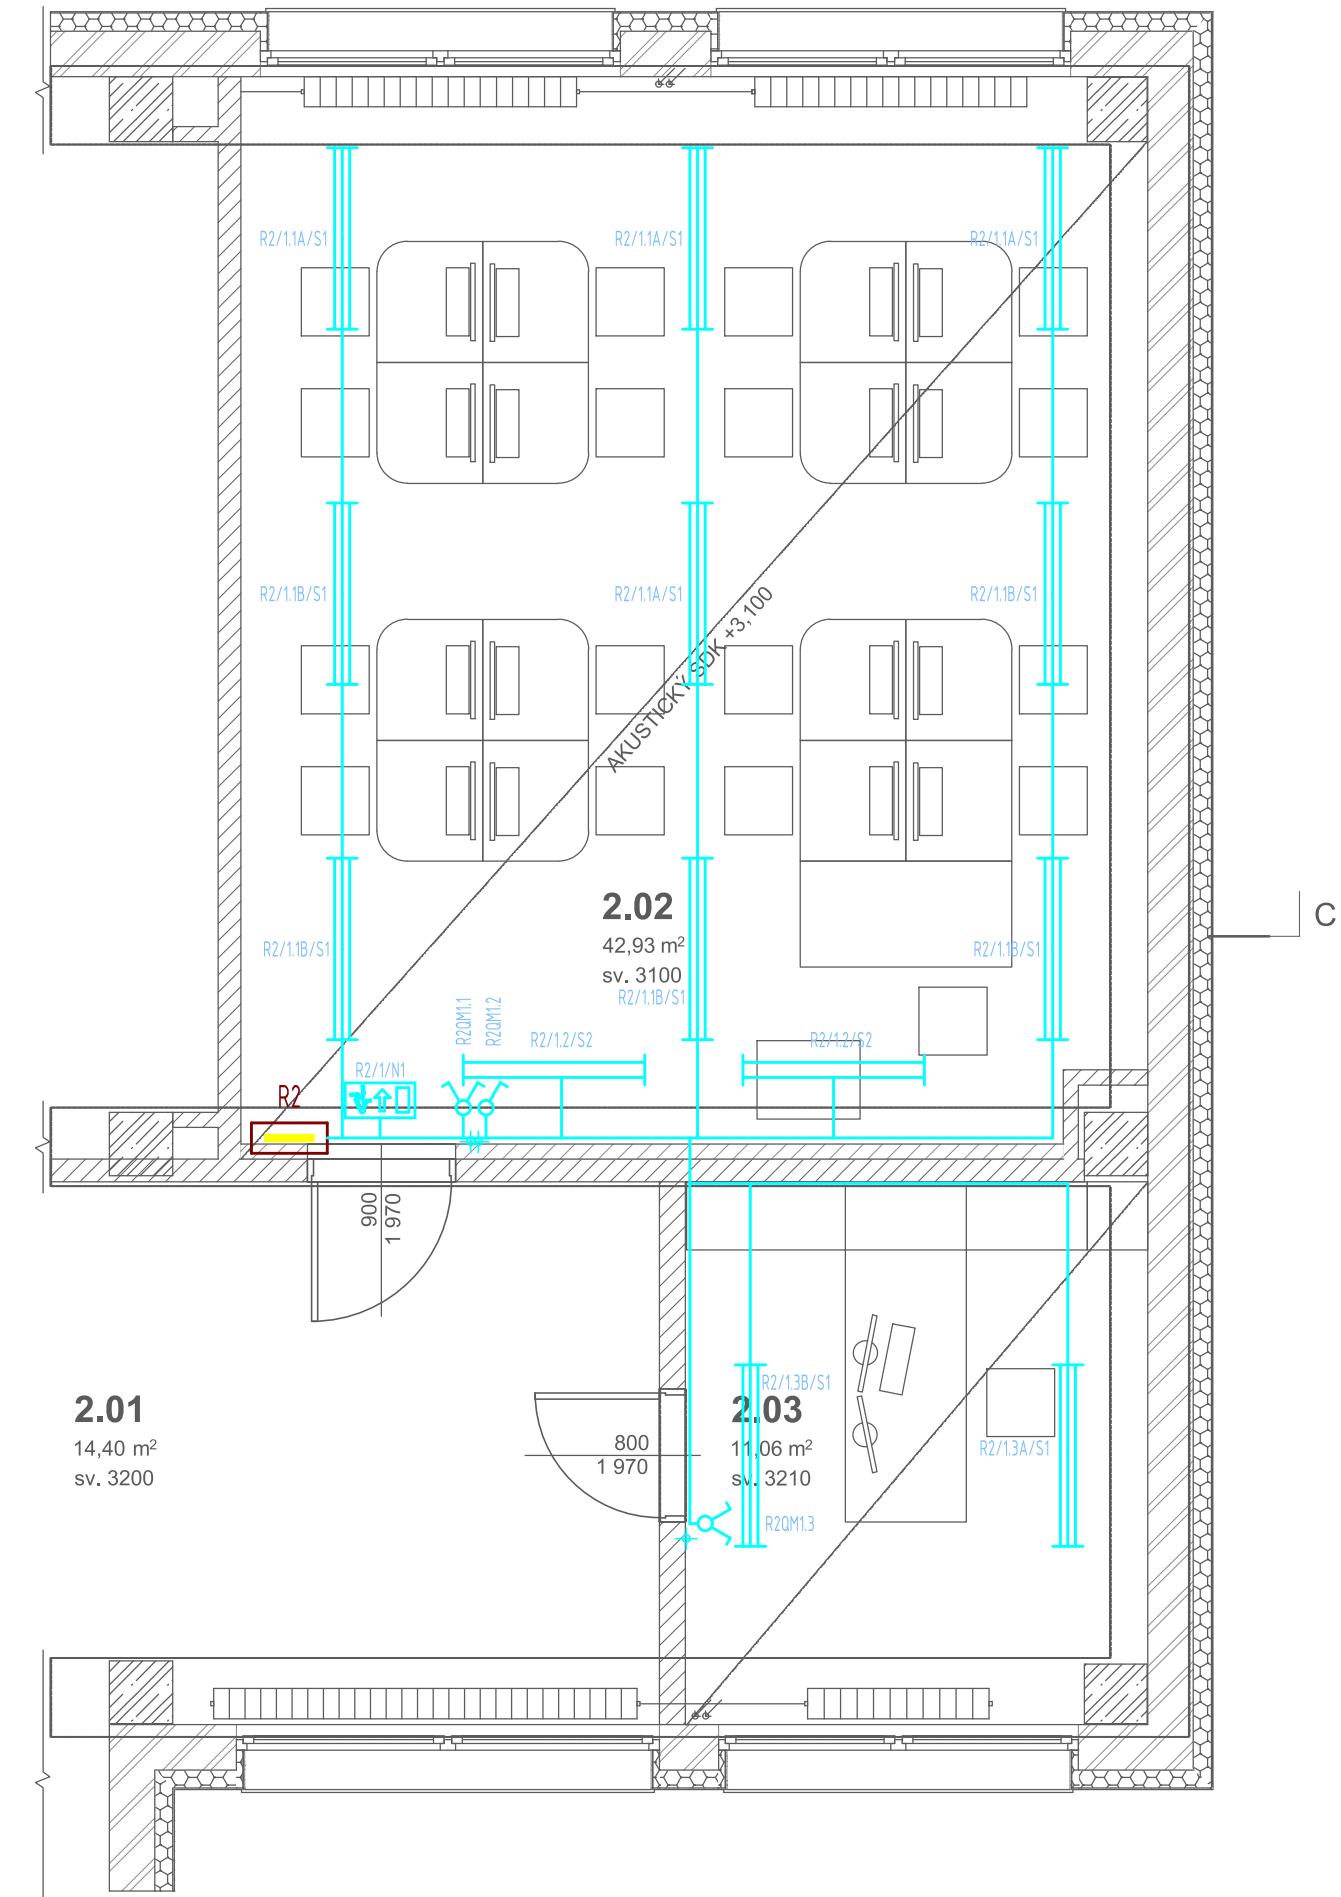 R2/1.1A/S1
R2/1.1A/S1
R2/1.1A/S1
R2/1.1B/S1
R2/1.1A/S1
R2/1.1B/S1
AKUSTICKÝ SDK +3,100
2.02
42,93 m²
sv. 3100
R2/1.1B/S1
R2/1.1B/S1
R2/1.1B/S1
C
R2QM1.1
R2QM1.2
R2/1.2/S2
R2/1.2/S2
R2/1/N1
R2
900
1 970
2.01
14,40 m²
sv. 3200
800
1 970
R2/1.3B/S1
2.03
11,06 m²
sv. 3210
R2/1.3A/S1
R2QM1.3